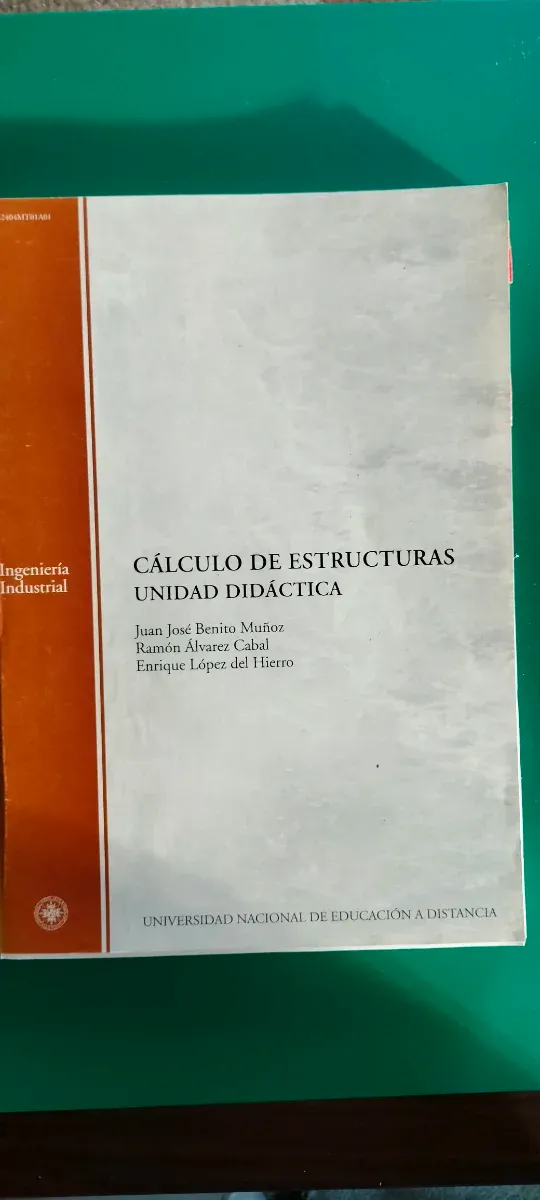 2404MT01A01
Ingeniería
Industrial
CÁLCULO DE ESTRUCTURAS
UNIDAD DIDÁCTICA
Juan José Benito Muñoz
Ramón Álvarez Cabal
Enrique López del Hierro
UNIVERSIDAD NACIONAL DE EDUCACIÓN A DISTANCIA